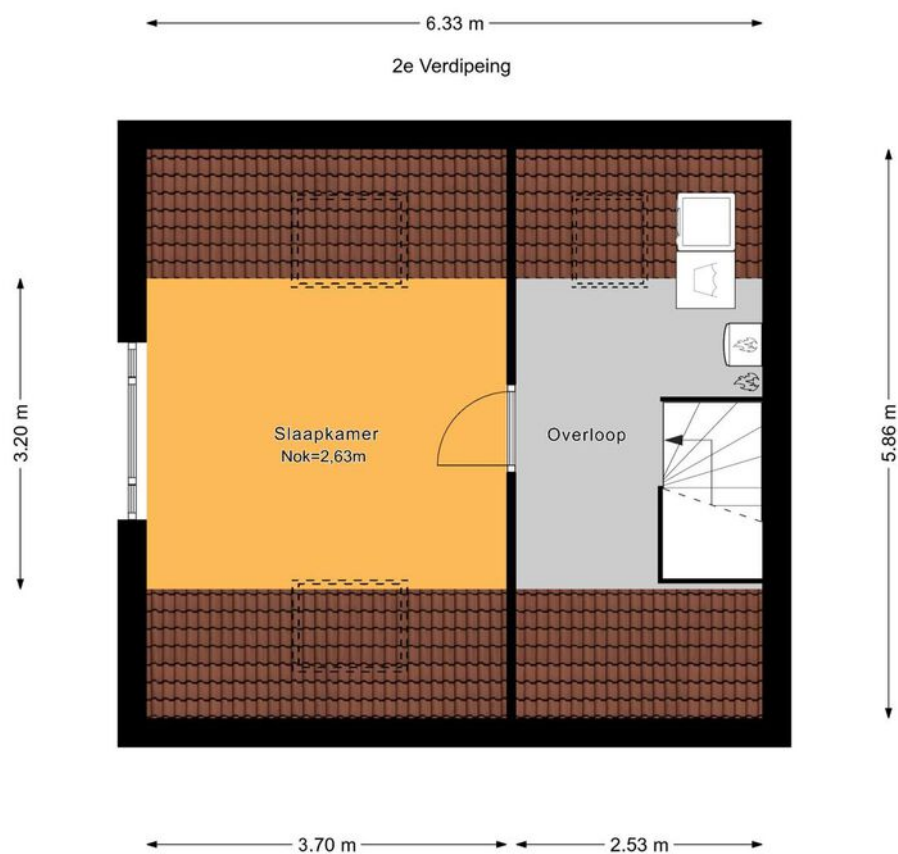 6.33 m
2e Verdipeing
3.20 m
Slaapkamer
Nok=2,63m
Overloop
5.86 m
3.70 m
2.53 m